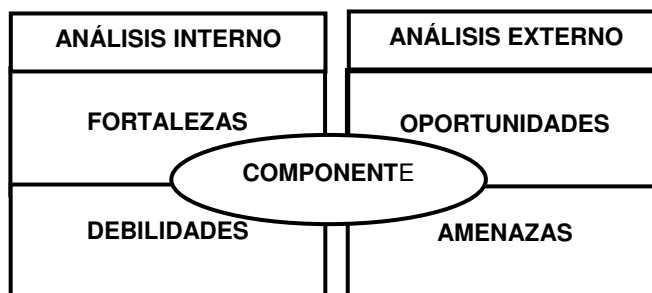 ANÁLISIS INTERNO
ANÁLISIS EXTERNO
FORTALEZAS
OPORTUNIDADES
COMPONENTE
DEBILIDADES
AMENAZAS